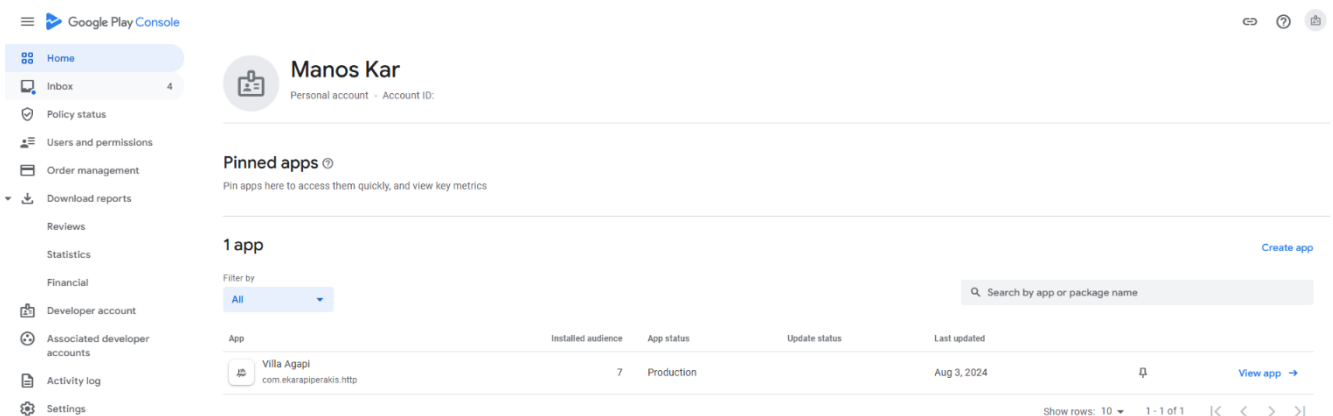 Google Play Console
Home
Inbox 4
Policy status
Users and permissions
Order management
Download reports
Reviews
Statistics
Financial
Developer account
Associated developer
accounts
Activity log
Settings
Manos Kar
Personal account - Account ID:
Pinned apps
Pin apps here to access them quickly, and view key metrics
1 app
Create app
Filter by
All
Search by app or package name
App Installed audience App status Update status Last updated
Villa Agapi
com.ekarapiperakis.http
7 Production Aug 3, 2024 View app
Show rows: 10 1 - 1 of 1